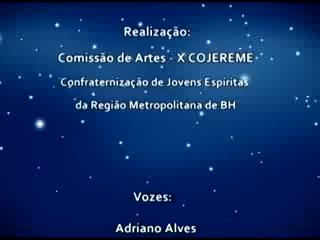 Realização:
Comissão de Artes - X COJEREME
Confraternização de Jovens Espíritas
da Região Metropolitana de BH
Vozes:
Adriano Alves